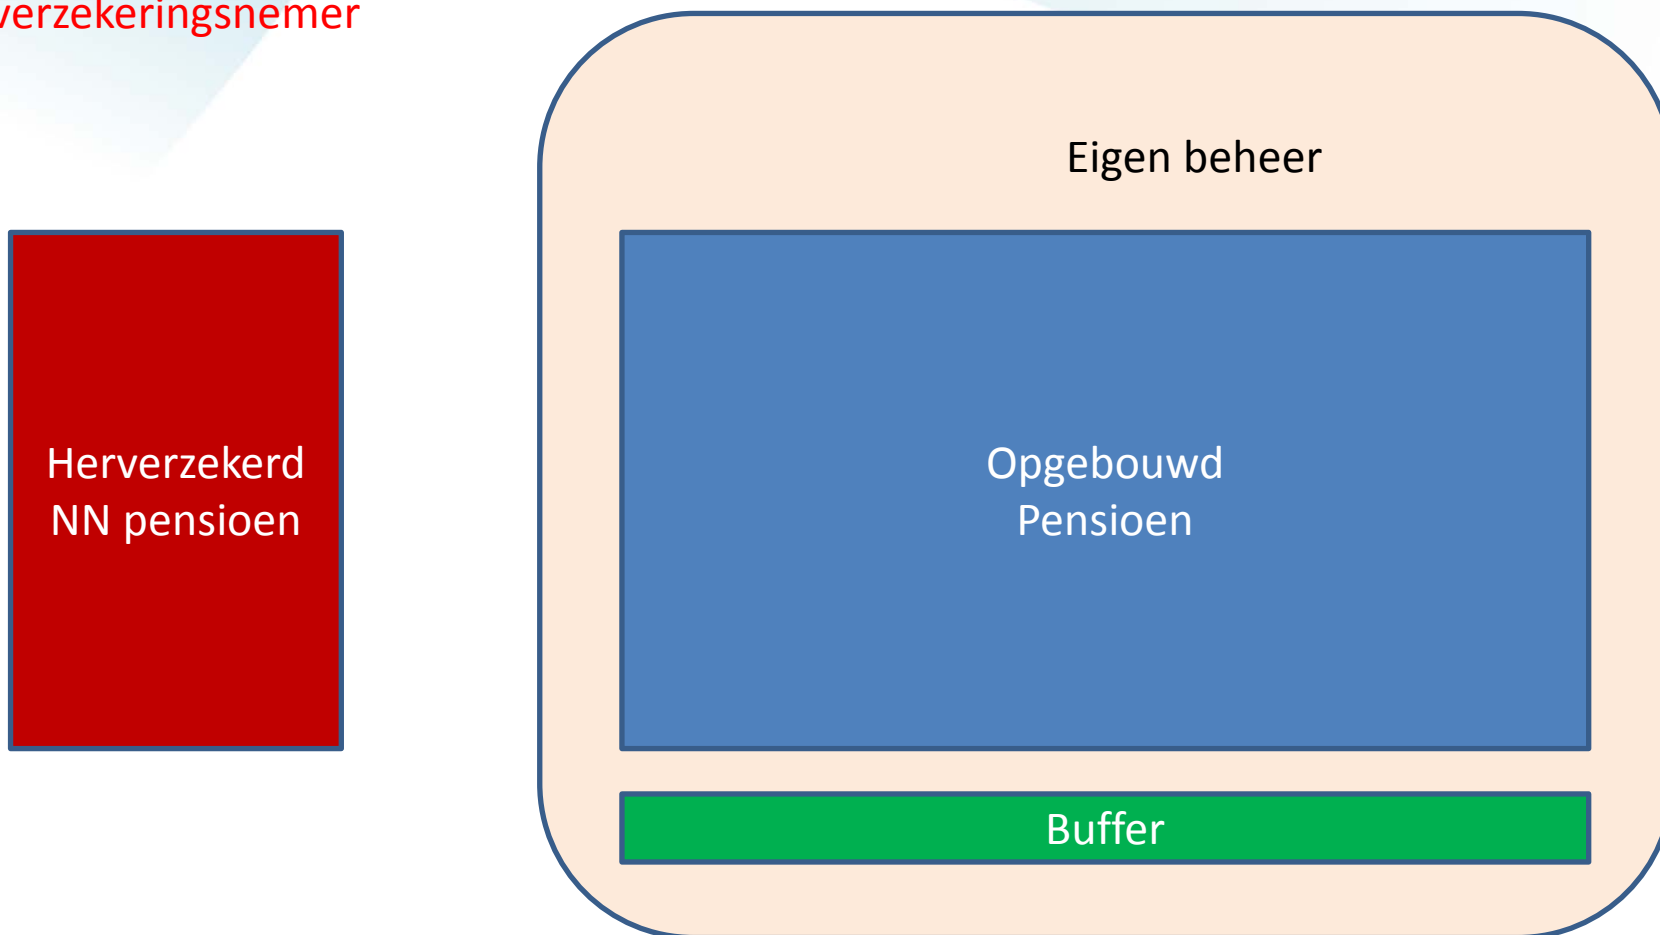 verzekeringsnemer
Eigen beheer
Herverzekerd
NN pensioen
Opgebouwd
Pensioen
Buffer